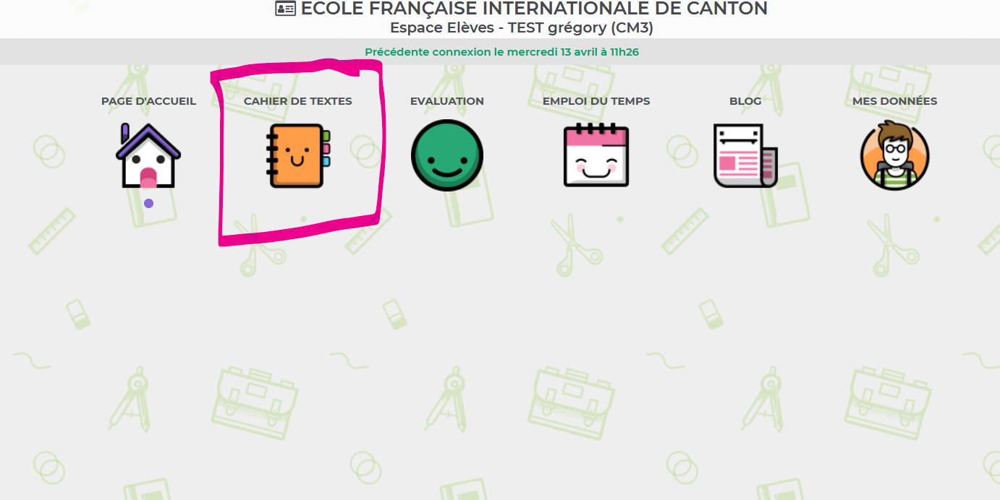 ECOLE FRANÇAISE INTERNATIONALE DE CANTON
Espace Elèves - TEST grégory (CM3)
Précédente connexion le mercredi 13 avril à 11h26
PAGE D'ACCUEIL
CAHIER DE TEXTES
EVALUATION
EMPLOI DU TEMPS
BLOG
MES DONNÉES